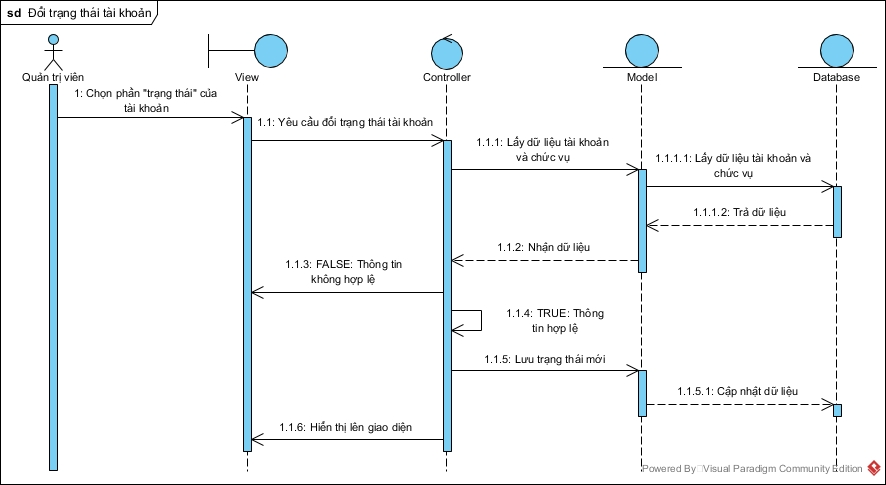 sd Đổi trạng thái tài khoản
Quản trị viên
View
Controller
Model
Database
1: Chọn phần "trạng thái" của
tài khoản
1.1: Yêu cầu đổi trạng thái tài khoản
1.1.1: Lấy dữ liệu tài khoản
và chức vụ
1.1.1.1: Lấy dữ liệu tài khoản và
chức vụ
1.1.1.2: Trả dữ liệu
1.1.2: Nhận dữ liệu
1.1.3: FALSE: Thông tin
không hợp lệ
1.1.4: TRUE: Thông
tin hợp lệ
1.1.5: Lưu trạng thái mới
1.1.5.1: Cập nhật dữ liệu
1.1.6: Hiển thị lên giao diện
Powered By Visual Paradigm Community Edition